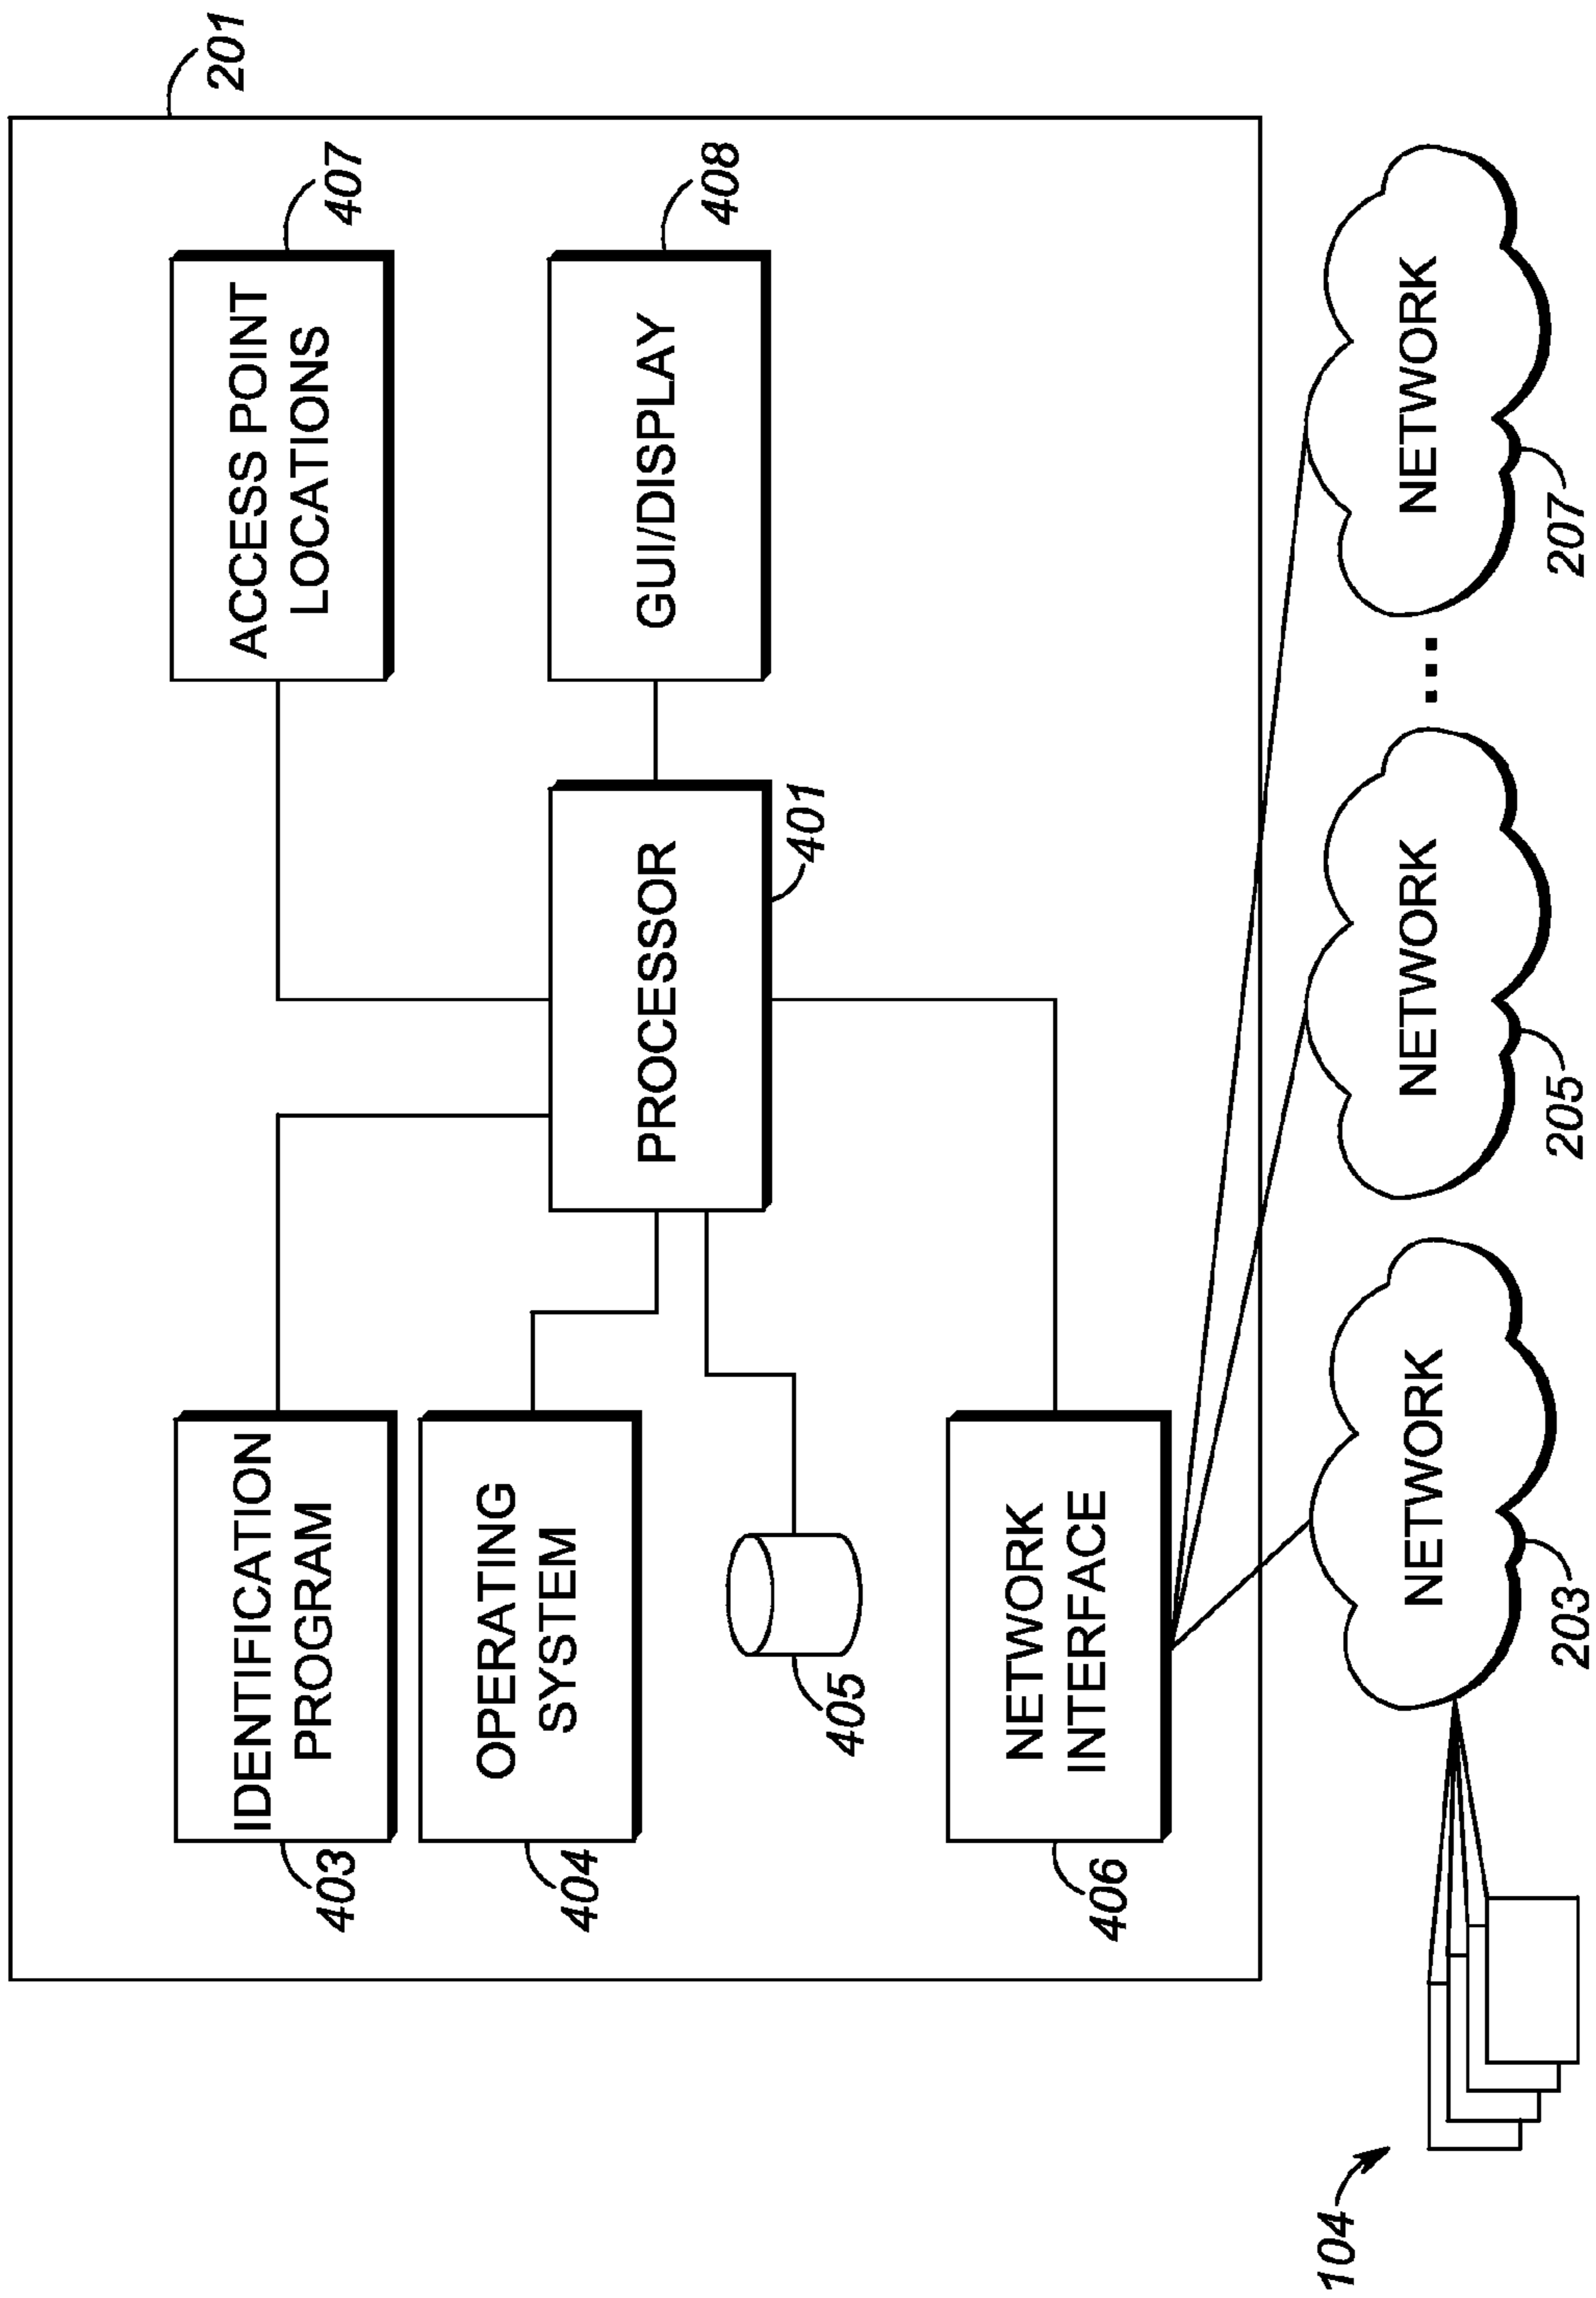 201
IDENTIFICATION
PROGRAM
403
ACCESS POINT
LOCATIONS
407
OPERATING
SYSTEM
404
PROCESSOR
401
GUI/DISPLAY
408
405
NETWORK
INTERFACE
406
104
NETWORK
203
NETWORK
205
...
NETWORK
207